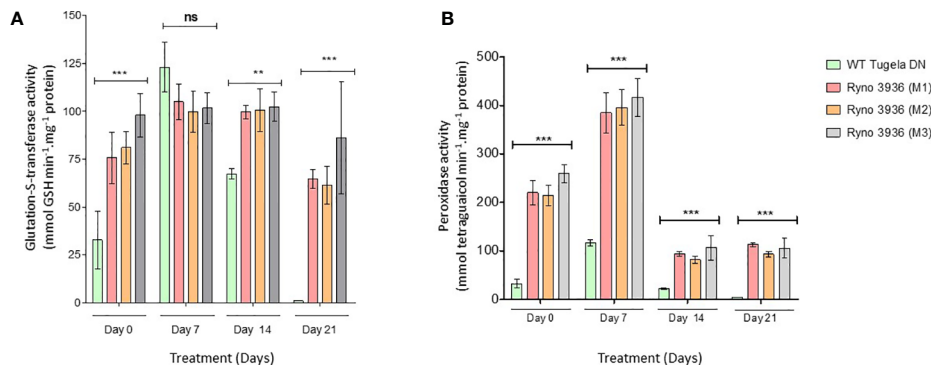 A
Glutation-S-transferase activity
(mmol GSH min-1.mg-1 protein)
150
125
100
75
50
25
0
***
ns
**
***
Day 0
Day 7
Day 14
Day 21
Treatment (Days)
B
Peroxidase activity
(mmol tetraguaicol min-1.mg-1 protein)
500
400
300
200
100
0
***
***
***
***
Day 0
Day 7
Day 14
Day 21
Treatment (Days)
WT Tugela DN
Ryno 3936 (M1)
Ryno 3936 (M2)
Ryno 3936 (M3)